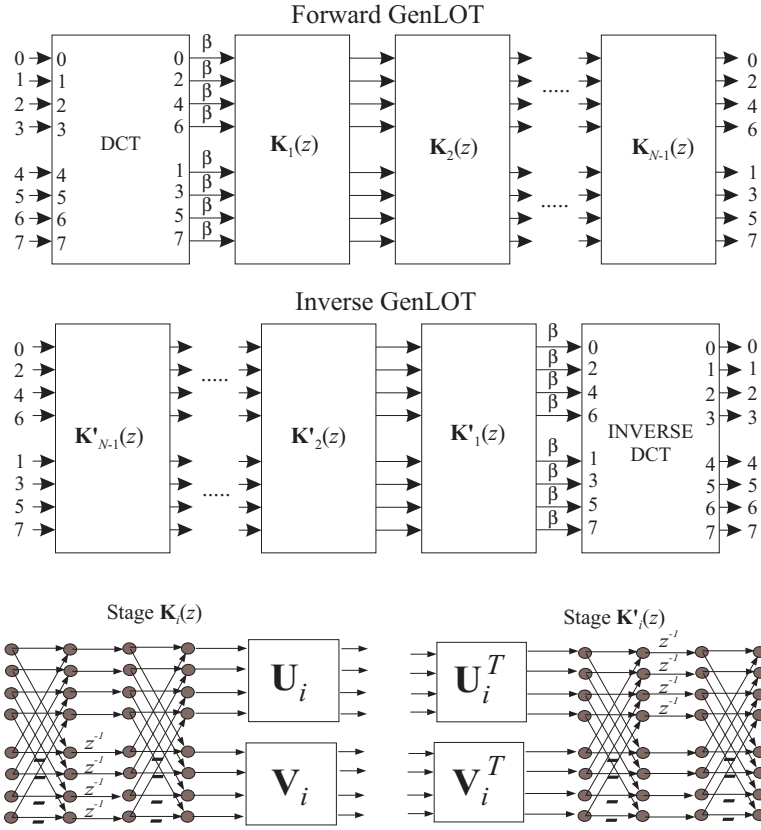 Forward GenLOT
β
0 0 0 0
1 1 β 2 2
2 2 β 4 ..... 4
3 3 β 6 6
DCT K1(z) K2(z) KN-1(z)
β
4 4 1 1
5 5 β 3 3
6 6 β 5 ..... 5
7 7 β 7 7
Inverse GenLOT
β
0 0 0 0
2 ..... β 2 1 1
4 β 4 2 2
6 β 6 3 3
K'N-1(z) K'2(z) K'1(z) INVERSE
DCT
β
1 1 4 4
3 β 3 5 5
5 ..... β 5 6 6
7 β 7 7 7
Stage Ki(z) Stage K'i(z)
z-1
z-1
Ui UiT z-1
z-1
z-1
z-1 -
z-1 Vi ViT
z-1 -